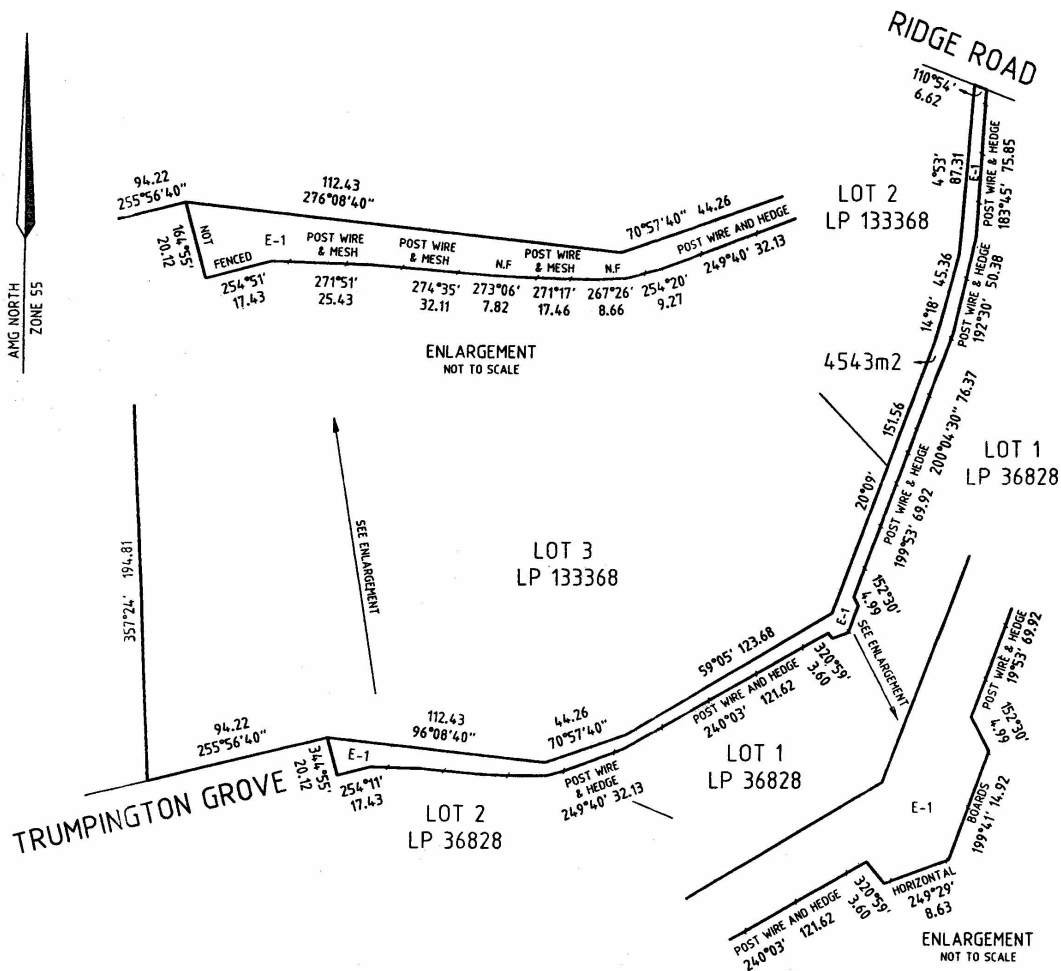 RIDGE ROAD
110°54'
6.62
4°53'
87.31
E-1
POST WIRE & HEDGE
183°45' 75.85
94.22
255°56'40"
112.43
276°08'40"
70°57'40" 44.26
LOT 2
LP 133368
NOT
FENCED
164°55'
20.12
E-1
POST WIRE
& MESH
POST WIRE
& MESH
N.F
POST WIRE
& MESH
N.F
POST WIRE AND HEDGE
249°40' 32.13
254°51'
17.43
271°51'
25.43
274°35'
32.11
273°06'
7.82
271°17'
17.46
267°26'
8.66
254°20'
9.27
ENLARGEMENT
NOT TO SCALE
AMG NORTH
ZONE 55
14°18' 45.36
POST WIRE & HEDGE
192°30' 50.38
4543m2
151.56
20°09'
200°04'30" 76.37
POST WIRE & HEDGE
199°53' 69.92
LOT 1
LP 36828
357°24' 194.81
SEE ENLARGEMENT
LOT 3
LP 133368
152°30'
4.99
E-1
SEE ENLARGEMENT
59°05' 123.68
320°59'
3.60
POST WIRE AND HEDGE
240°03' 121.62
94.22
255°56'40"
112.43
96°08'40"
44.26
70°57'40"
TRUMPINGTON GROVE
344°55'
20.12
E-1
254°11'
17.43
POST WIRE
& HEDGE
249°40' 32.13
LOT 2
LP 36828
LOT 1
LP 36828
POST WIRE & HEDGE
19°53' 69.92
152°30'
4.99
E-1
BOARDS
199°41' 14.92
HORIZONTAL
249°29'
8.63
320°59'
3.60
POST WIRE AND HEDGE
240°03' 121.62
ENLARGEMENT
NOT TO SCALE